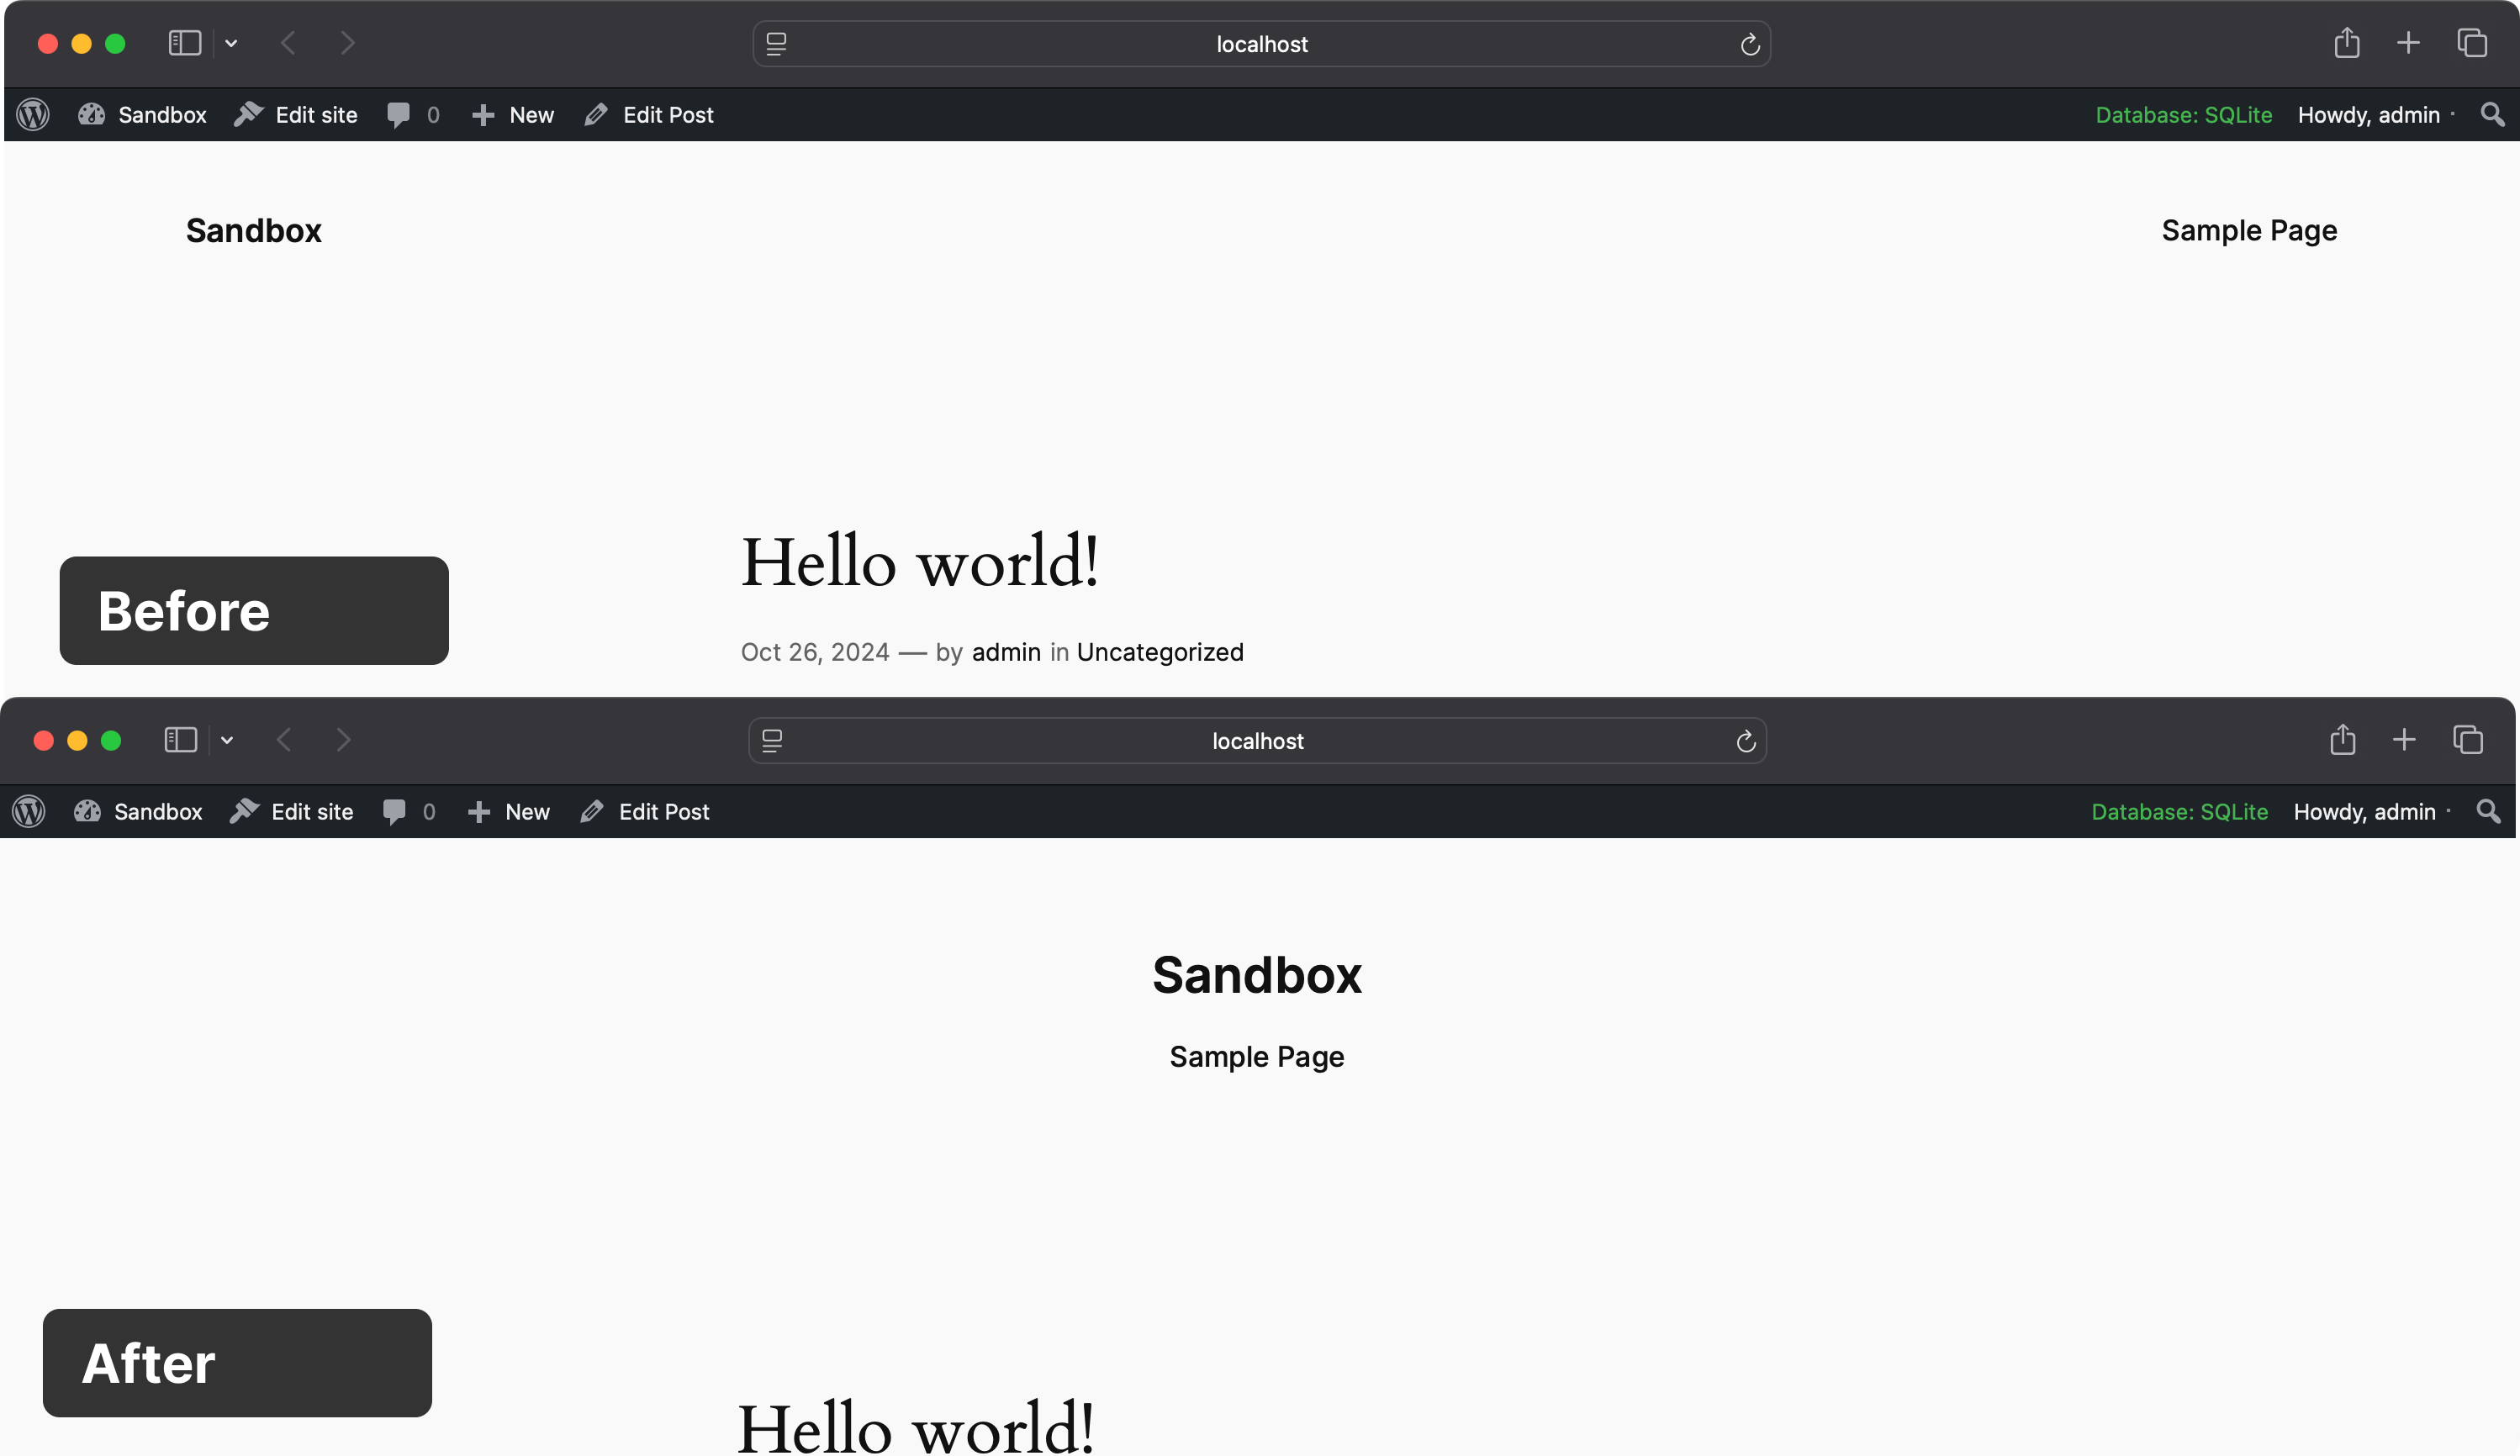 localhost
Sandbox Edit site 0 New Edit Post Database: SQLite Howdy, admin
Sandbox Sample Page
Hello world!
Before
Oct 26, 2024 — by admin in Uncategorized
localhost
Sandbox Edit site 0 New Edit Post Database: SQLite Howdy, admin
Sandbox
Sample Page
After
Hello world!